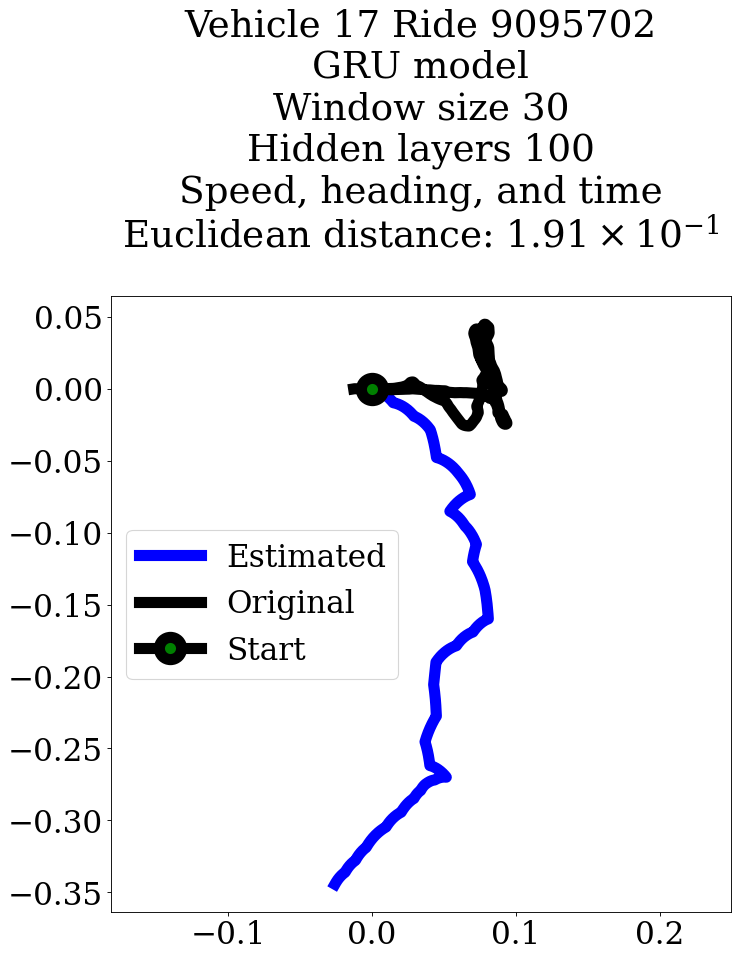 Vehicle 17 Ride 9095702
GRU model
Window size 30
Hidden layers 100
Speed, heading, and time
Euclidean distance: 1.91 × 10⁻¹
0.05
0.00
−0.05
−0.10
−0.15
−0.20
−0.25
−0.30
−0.35
Estimated
Original
Start
−0.1 0.0 0.1 0.2